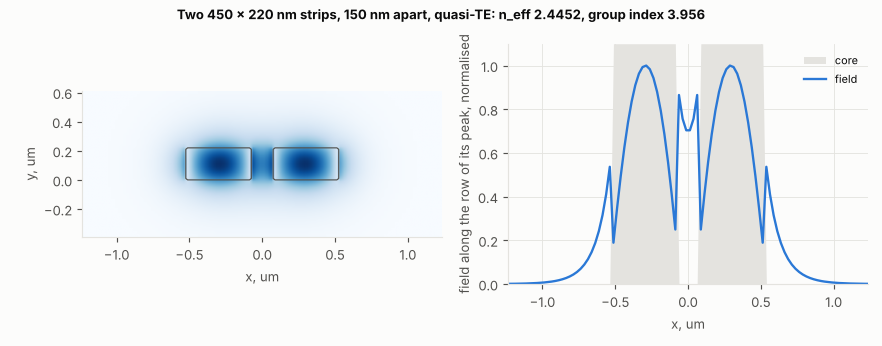 Two 450 × 220 nm strips, 150 nm apart, quasi-TE: n_eff 2.4452, group index 3.956
0.6
0.4
0.2
0.0
−0.2
y, um
−1.0 −0.5 0.0 0.5 1.0
x, um
field along the row of its peak, normalised
1.0
0.8
0.6
0.4
0.2
0.0
core
field
−1.0 −0.5 0.0 0.5 1.0
x, um